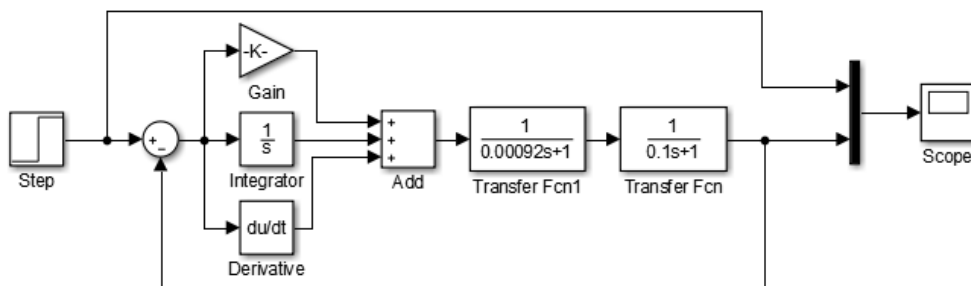 -K-
Gain
Step
+
−
1
s
Integrator
du/dt
Derivative
+
+
+
Add
1
0.00092s+1
Transfer Fcn1
1
0.1s+1
Transfer Fcn
Scope